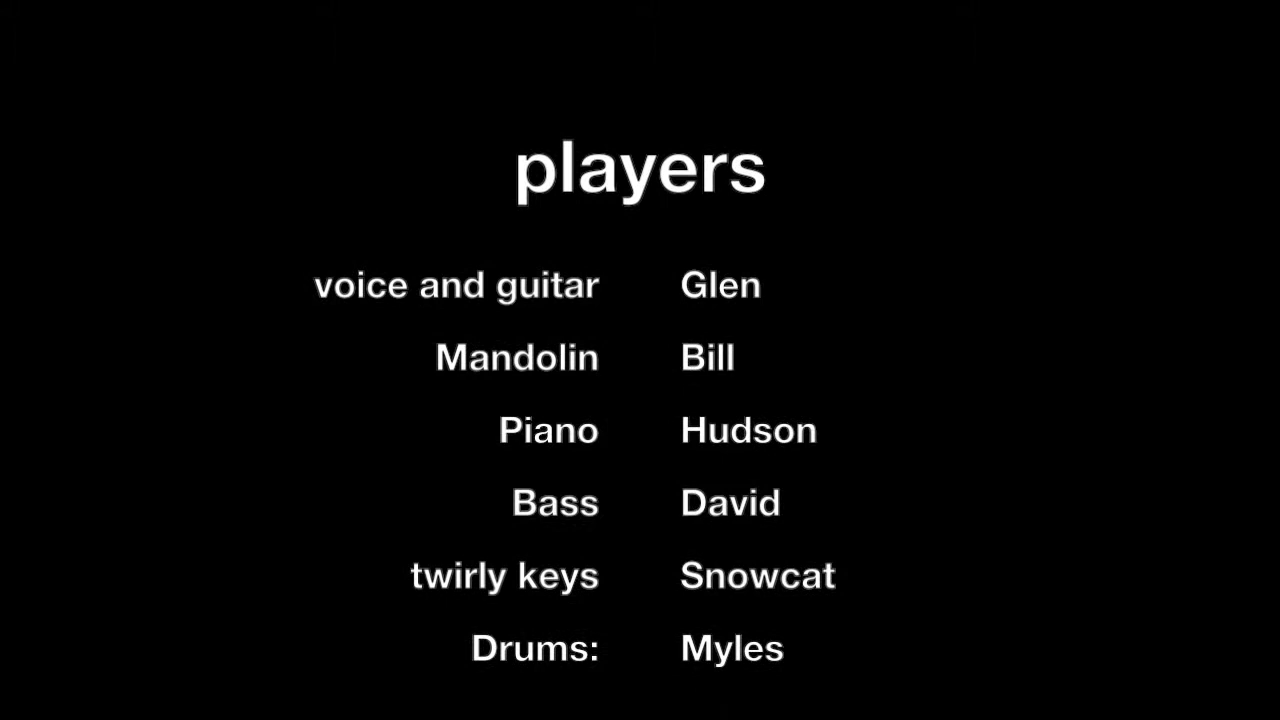 players
voice and guitar Glen
Mandolin Bill
Piano Hudson
Bass David
twirly keys Snowcat
Drums: Myles